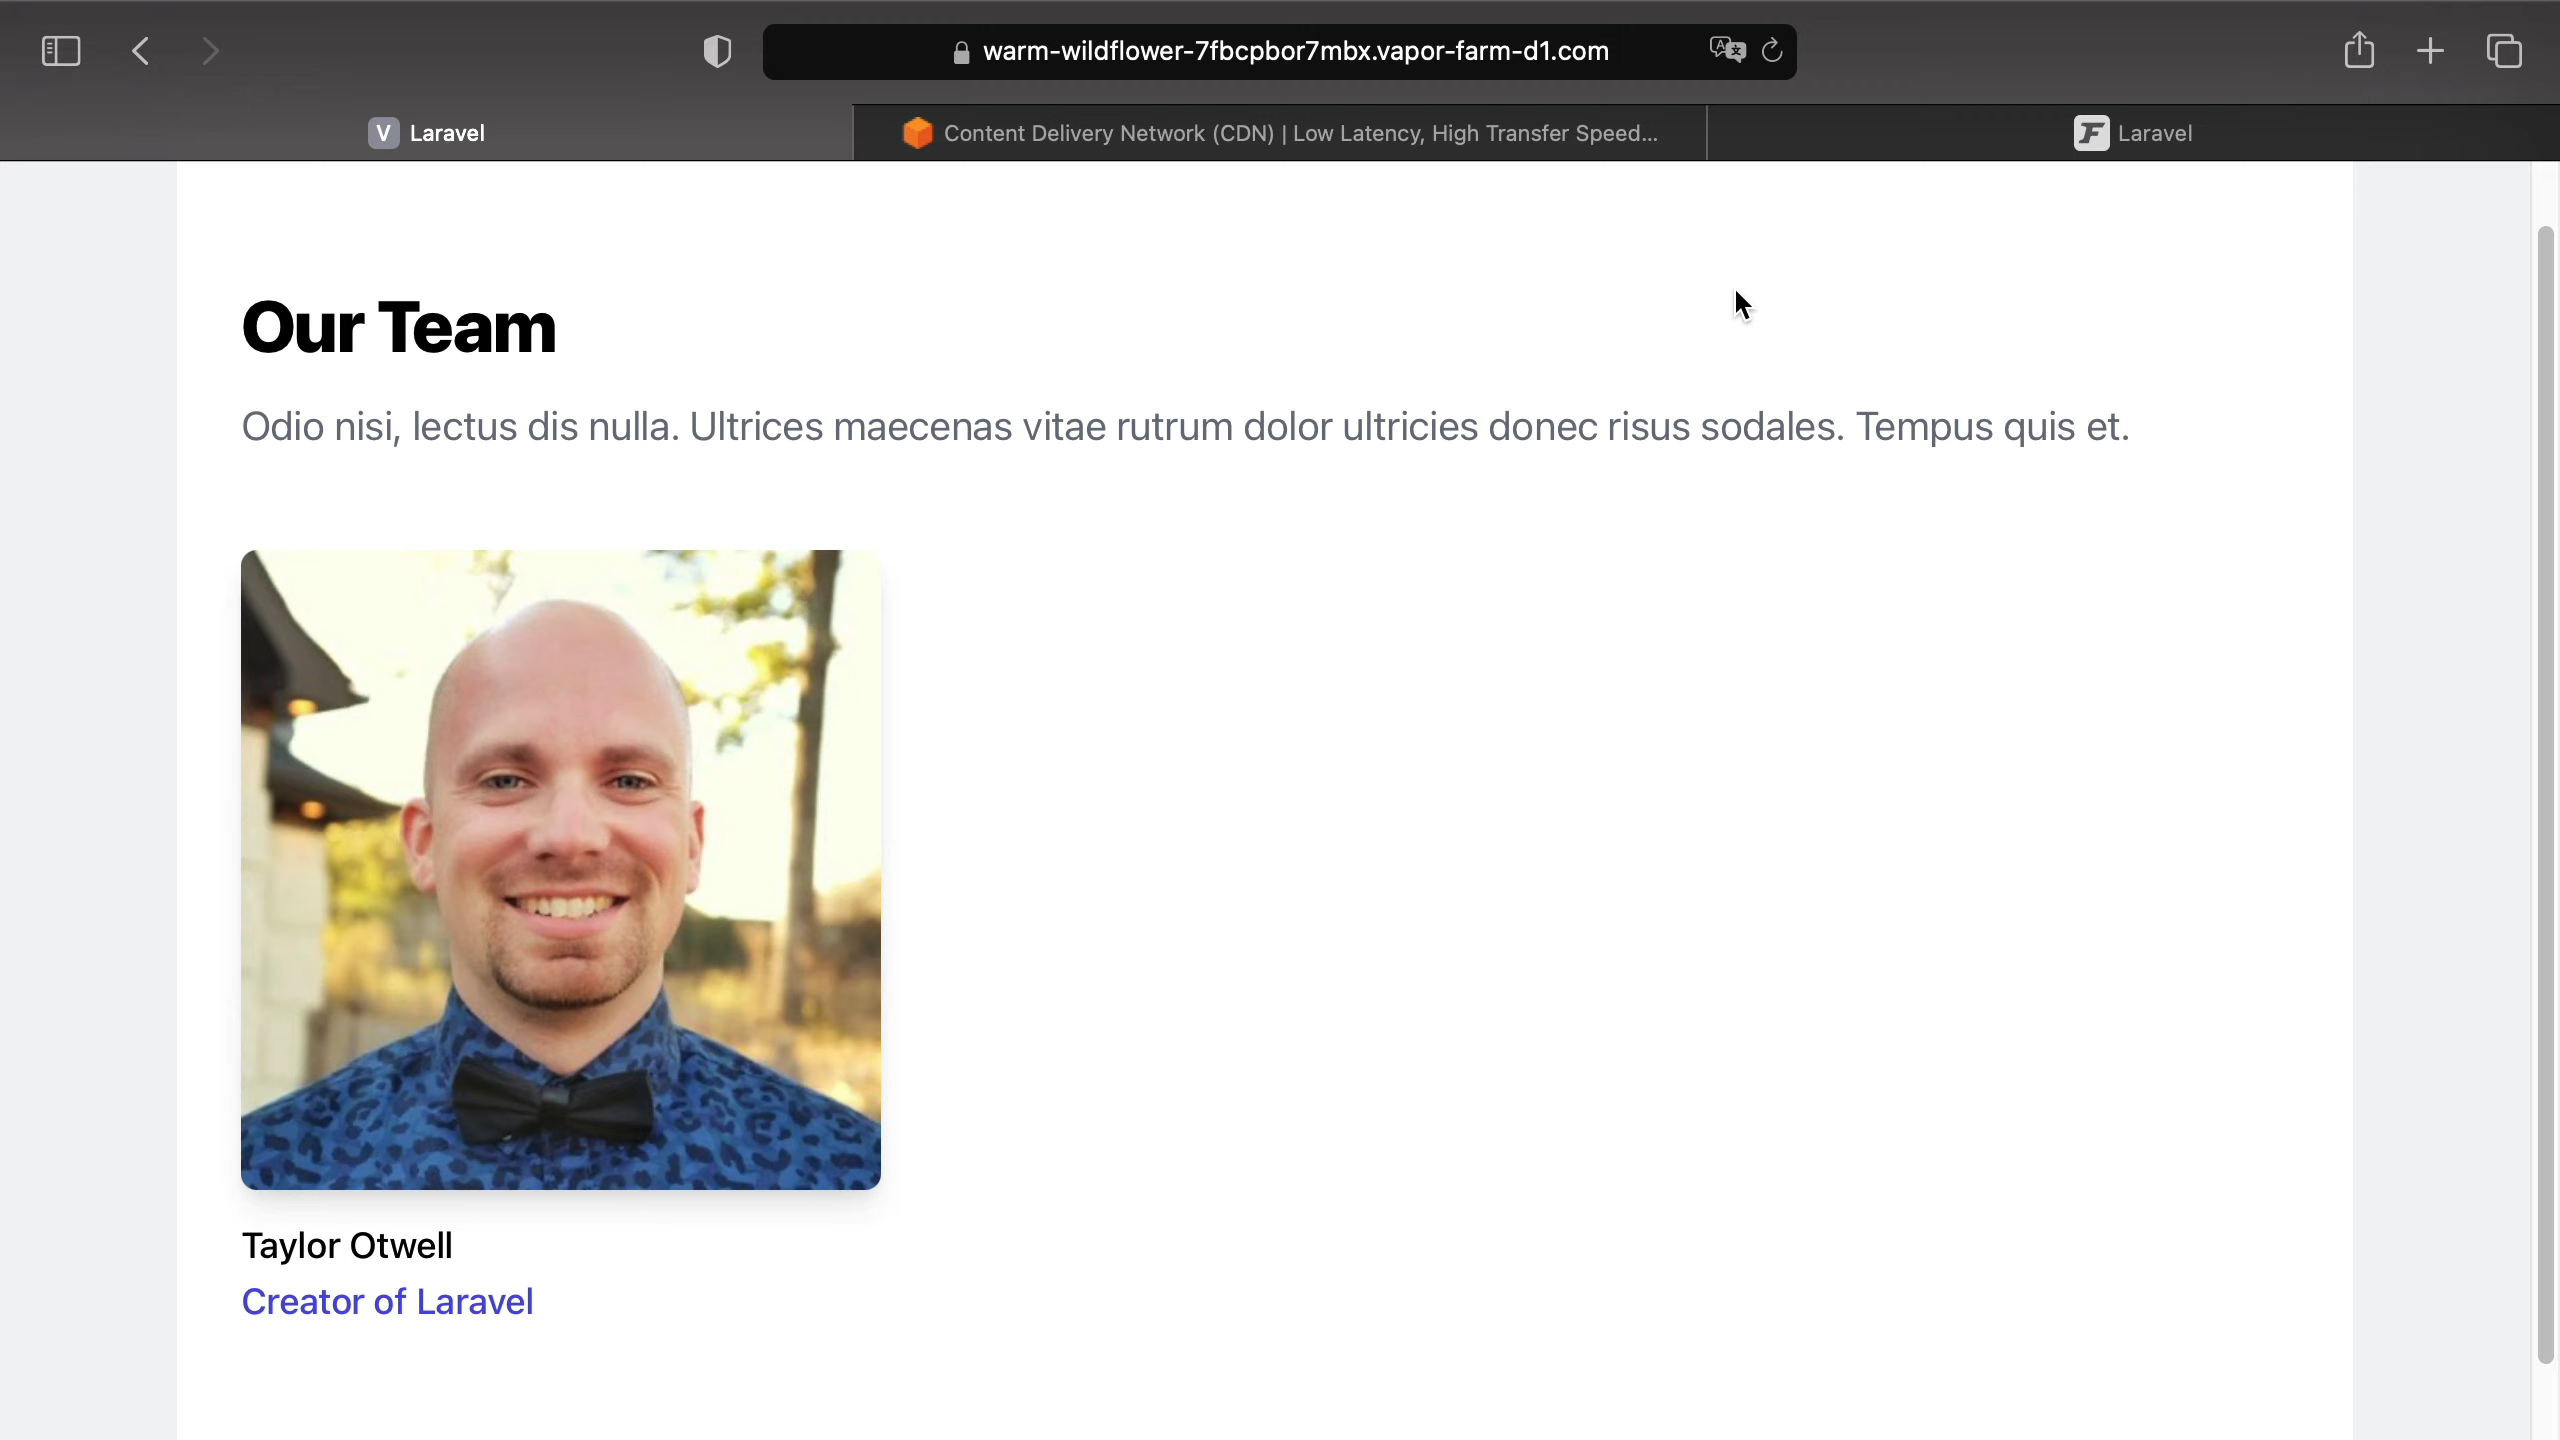 warm-wildflower-7fbcpbor7mbx.vapor-farm-d1.com
V Laravel
Content Delivery Network (CDN) | Low Latency, High Transfer Speed...
F Laravel
Our Team
Odio nisi, lectus dis nulla. Ultrices maecenas vitae rutrum dolor ultricies donec risus sodales. Tempus quis et.
Taylor Otwell
Creator of Laravel